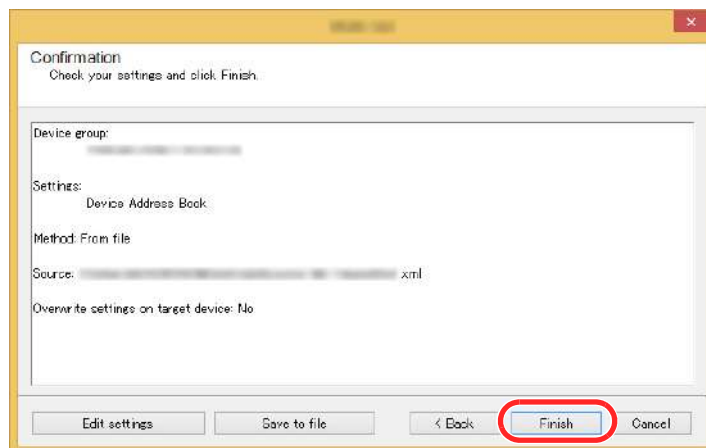 Confirmation
Check your settings and click Finish.
Device group:
Settings:
Device Address Book
Method: From file
Source: .xml
Overwrite settings on target device: No
Edit settings
Save to file
< Back
Finish
Cancel